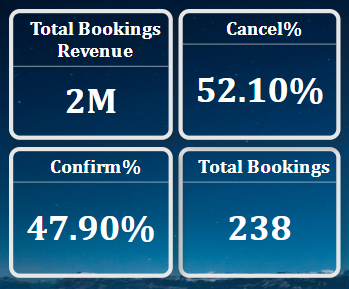 Total Bookings
Revenue
2M
Cancel%
52.10%
Confirm%
47.90%
Total Bookings
238